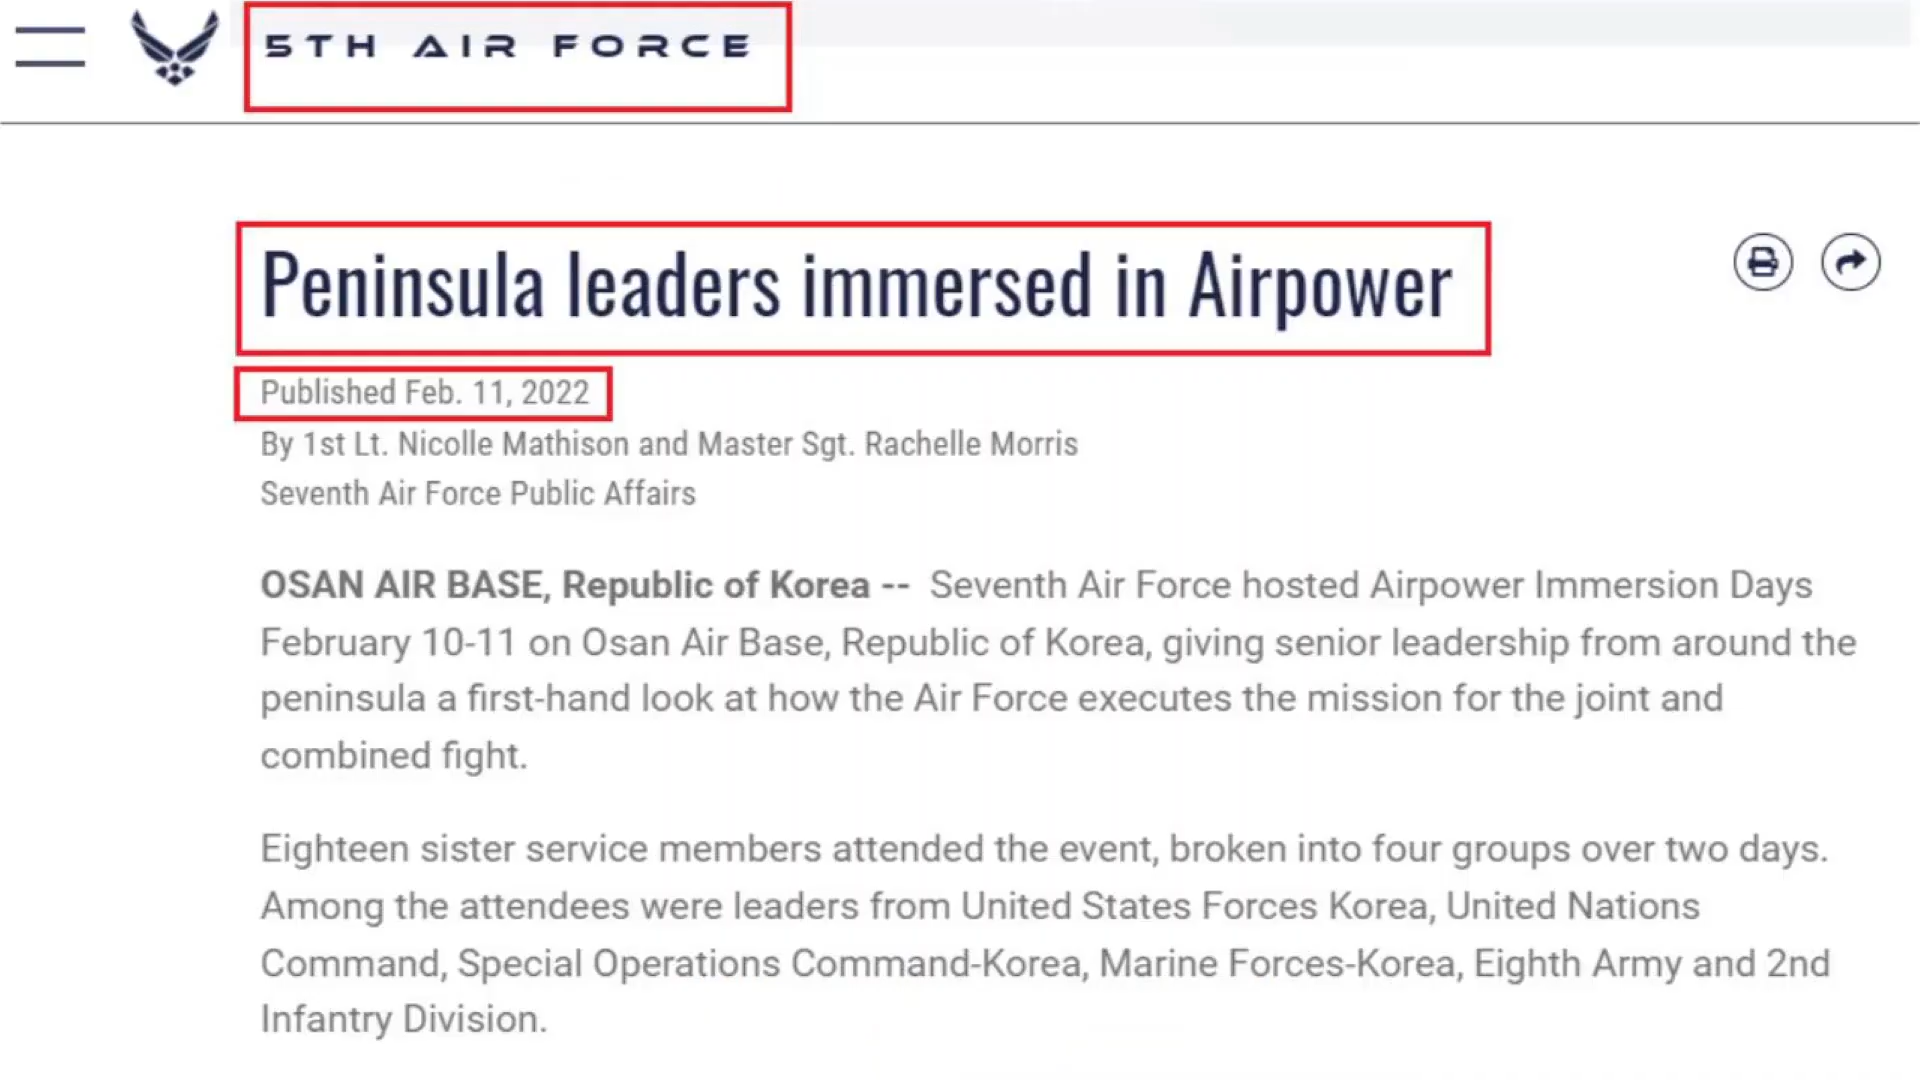 5TH AIR FORCE
Peninsula leaders immersed in Airpower
Published Feb. 11, 2022
By 1st Lt. Nicolle Mathison and Master Sgt. Rachelle Morris
Seventh Air Force Public Affairs
OSAN AIR BASE, Republic of Korea -- Seventh Air Force hosted Airpower Immersion Days
February 10-11 on Osan Air Base, Republic of Korea, giving senior leadership from around the
peninsula a first-hand look at how the Air Force executes the mission for the joint and
combined fight.
Eighteen sister service members attended the event, broken into four groups over two days.
Among the attendees were leaders from United States Forces Korea, United Nations
Command, Special Operations Command-Korea, Marine Forces-Korea, Eighth Army and 2nd
Infantry Division.